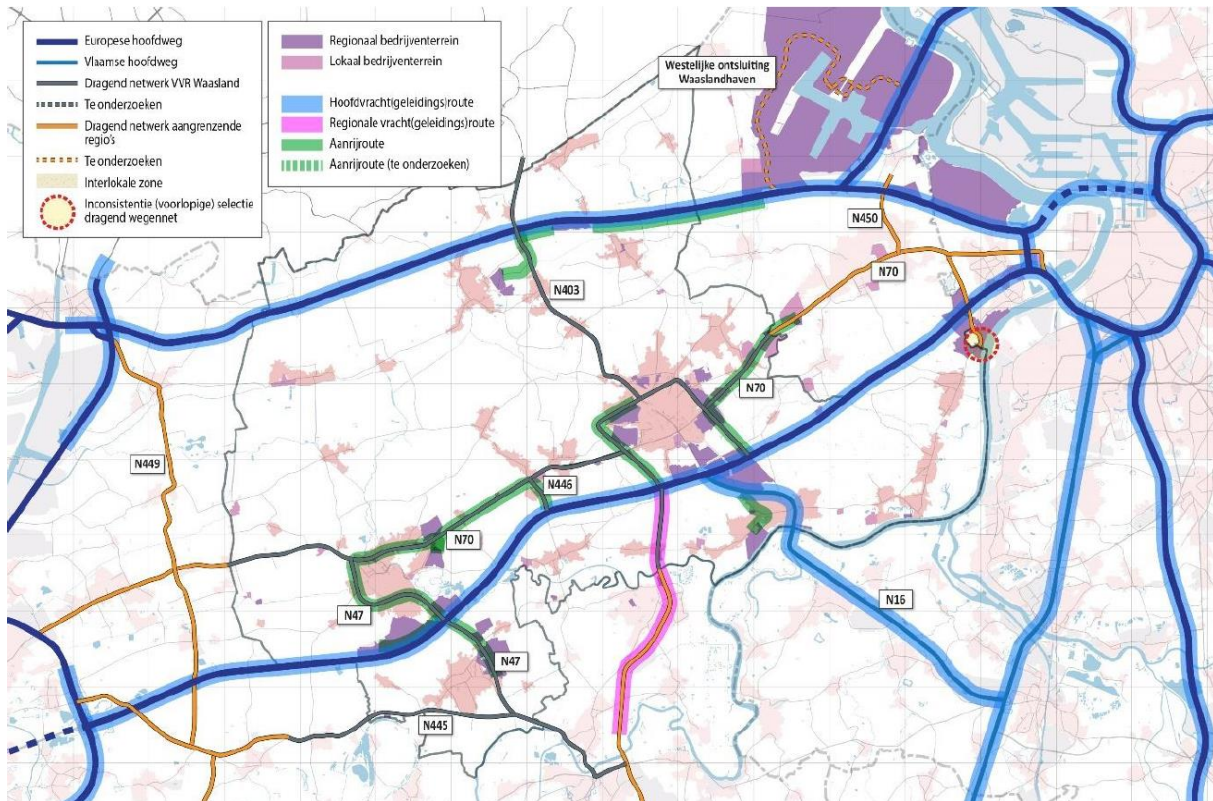 Europese hoofdweg
Vlaamse hoofdweg
Dragend netwerk VVR Waasland
Te onderzoeken
Dragend netwerk aangrenzende
regio's
Te onderzoeken
Interlokale zone
Inconsistentie (voorlopige) selectie
dragend wegennet
Regionaal bedrijventerrein
Lokaal bedrijventerrein
Hoofdvracht(geleidings)route
Regionale vracht(geleidings)route
Aanrijroute
Aanrijroute (te onderzoeken)
Westelijke ontsluiting
Waaslandhaven
N450
N70
N403
N70
N449
N446
N70
N16
N47
N47
N445